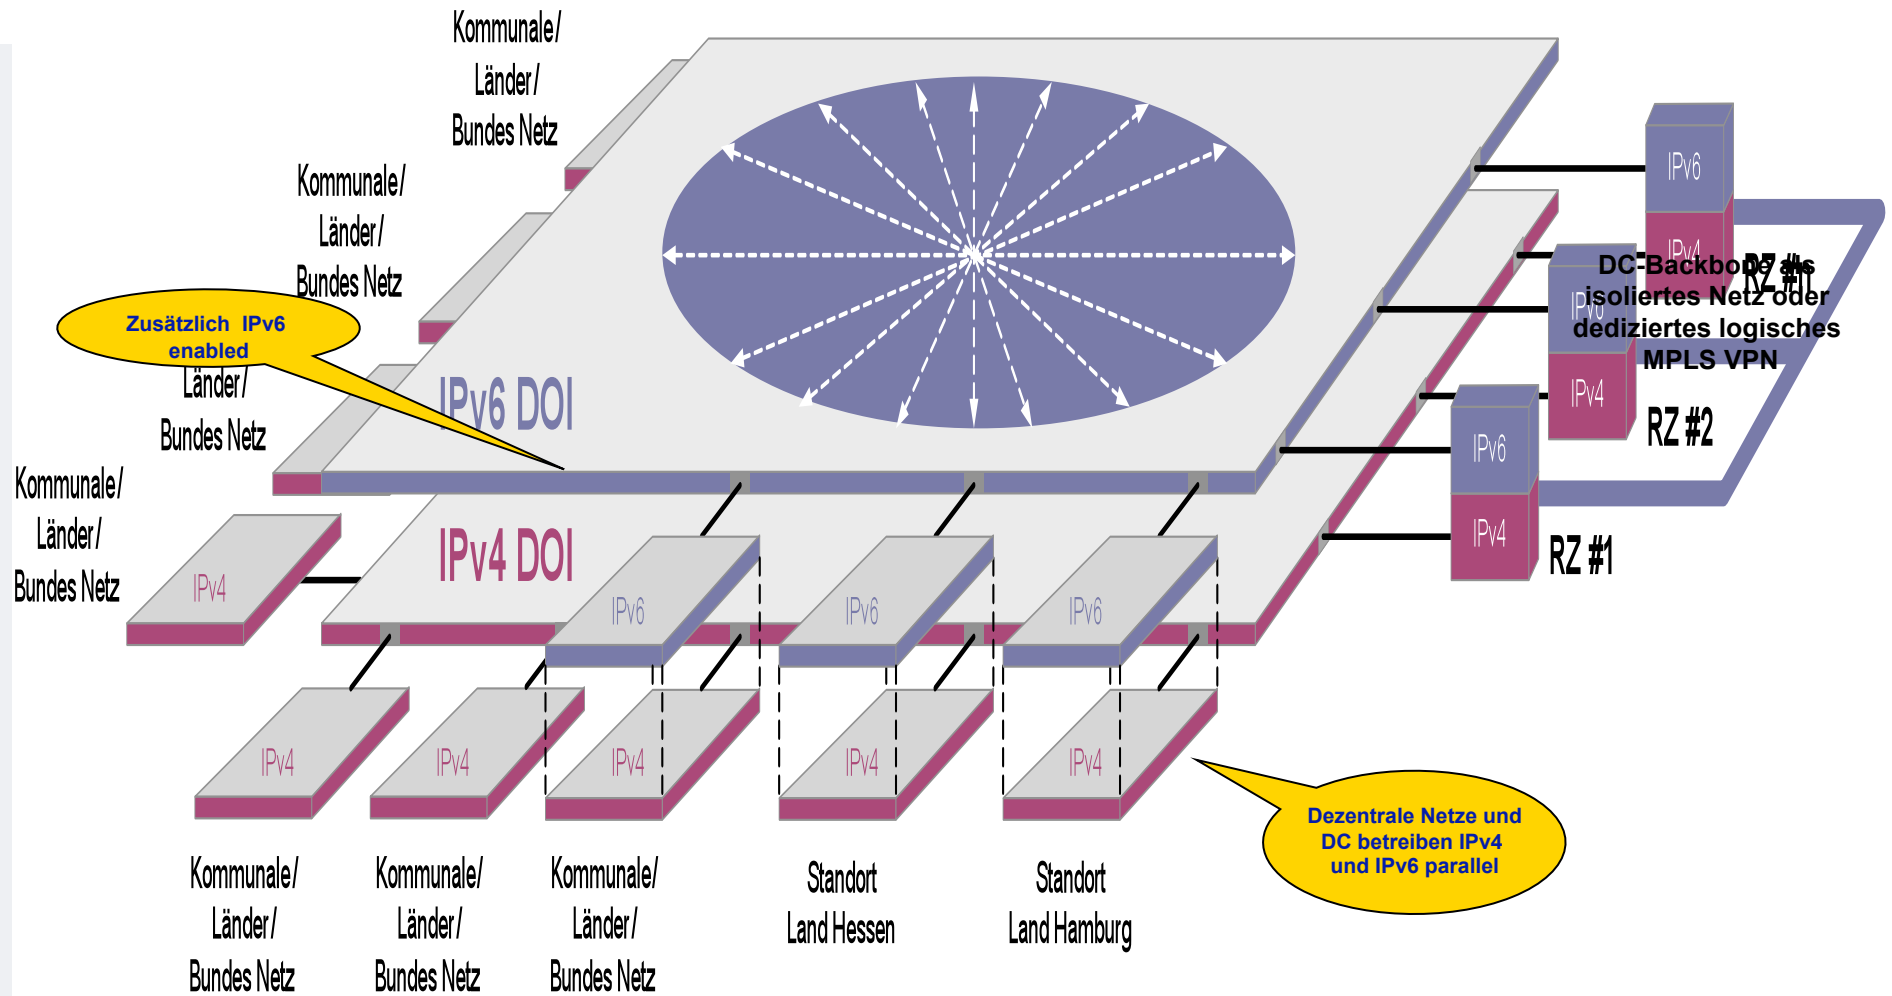 Kommunale/
Länder/
Bundes Netz
Kommunale/
Länder/
Bundes Netz
Zusätzlich IPv6
enabled
Länder/
Bundes Netz
Kommunale/
Länder/
Bundes Netz
IPv6 DOI
IPv4 DOI
IPv6
IPv4
RZ #n
DC-Backbone als
isoliertes Netz oder
dediziertes logisches
MPLS VPN
IPv6
IPv4
RZ #2
IPv6
IPv4
RZ #1
IPv4
IPv6
IPv6
IPv6
IPv4
IPv4
IPv4
IPv4
IPv4
Dezentrale Netze und
DC betreiben IPv4
und IPv6 parallel
Kommunale/
Länder/
Bundes Netz
Kommunale/
Länder/
Bundes Netz
Kommunale/
Länder/
Bundes Netz
Standort
Land Hessen
Standort
Land Hamburg